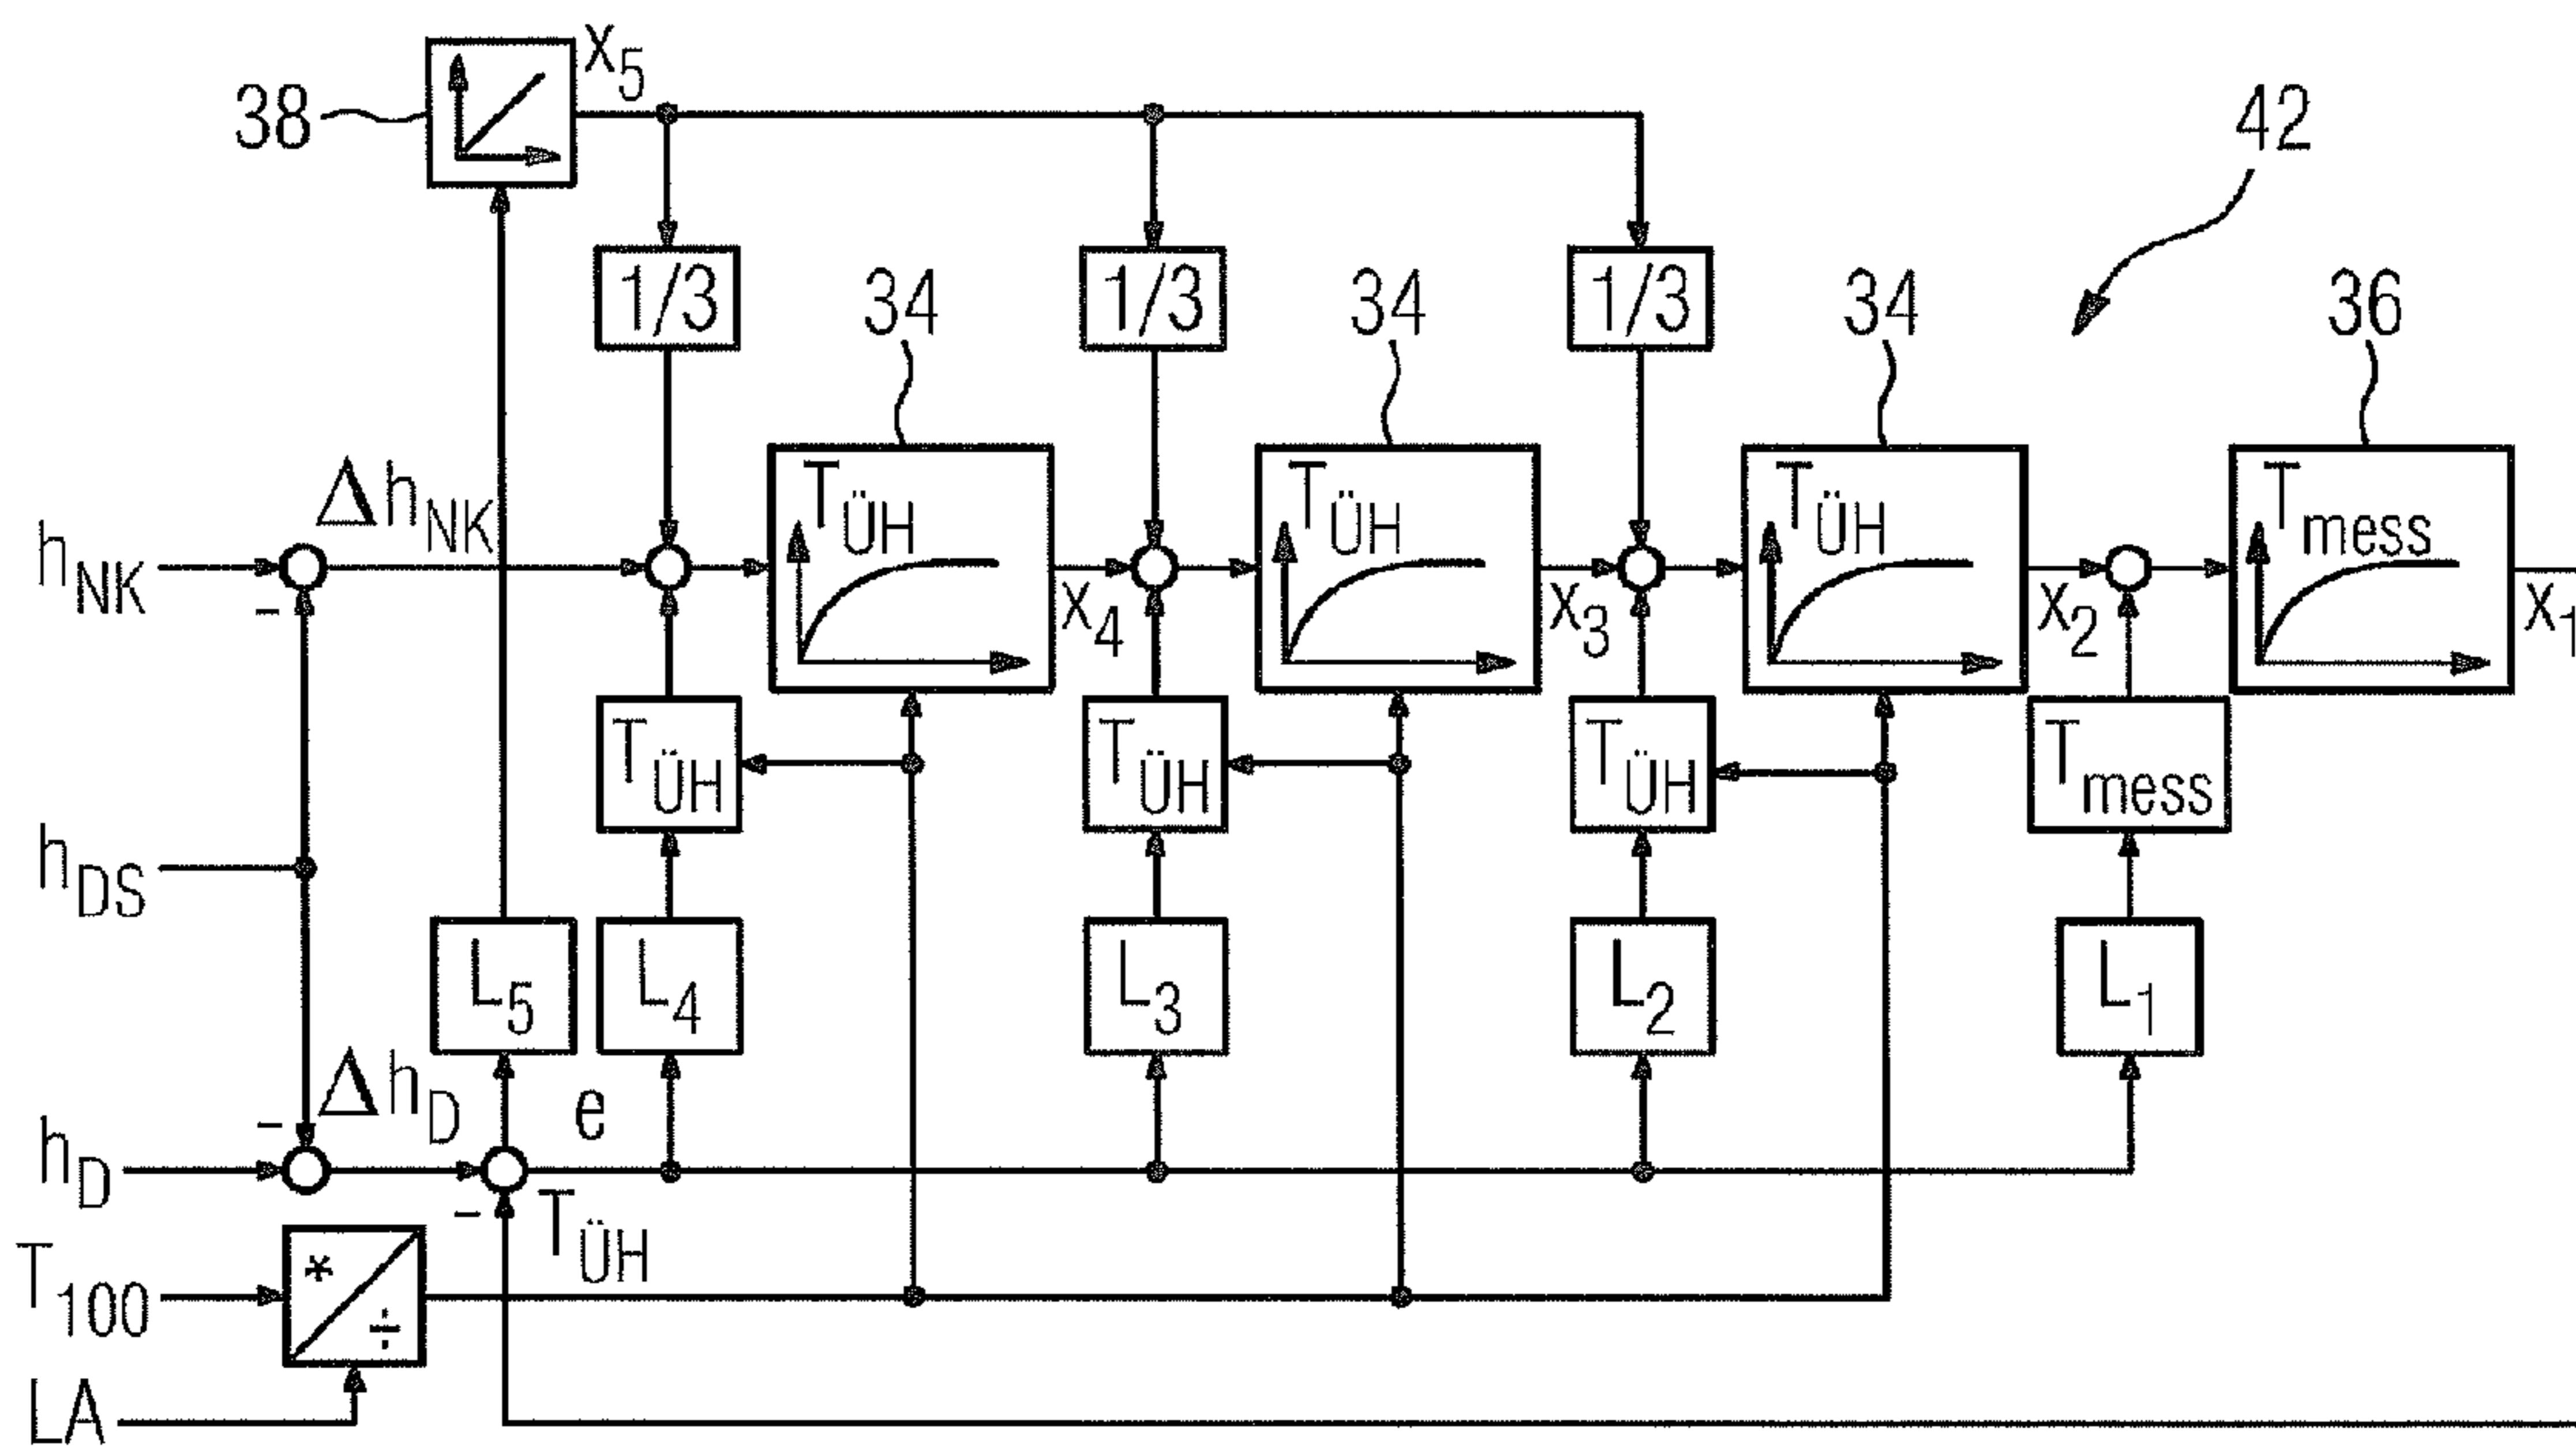 x5
38
42
1/3
34
1/3
34
1/3
34
36
ΔhNK
TÜH
TÜH
TÜH
Tmess
hNK
-
x4
x3
x2
x1
TÜH
TÜH
TÜH
Tmess
hDS
L5
L4
L3
L2
L1
ΔhD
e
-
hD
-
TÜH
T100
*
÷
LA